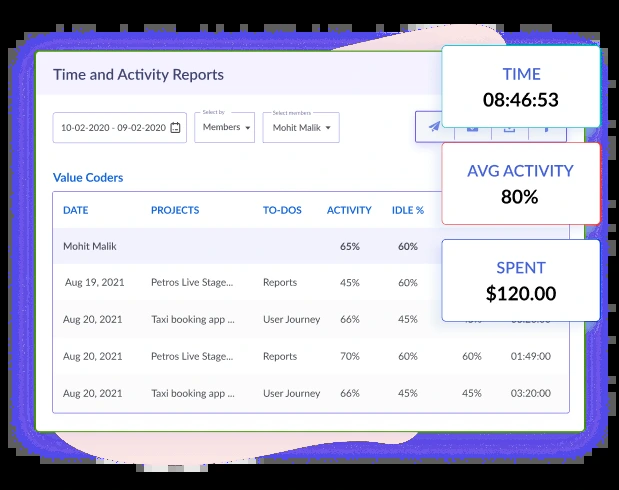 Time and Activity Reports
TIME
08:46:53
Select by
Select members
10-02-2020 - 09-02-2020
Members
Mohit Malik
AVG ACTIVITY
80%
Value Coders
DATE PROJECTS TO-DOS ACTIVITY IDLE %
Mohit Malik 65% 60%
SPENT
$120.00
Aug 19, 2021 Petros Live Stage... Reports 45% 60%
Aug 20, 2021 Taxi booking app ... User Journey 66% 45%
Aug 20, 2021 Petros Live Stage... Reports 70% 60% 60% 01:49:00
Aug 20, 2021 Taxi booking app ... User Journey 66% 45% 45% 03:20:00